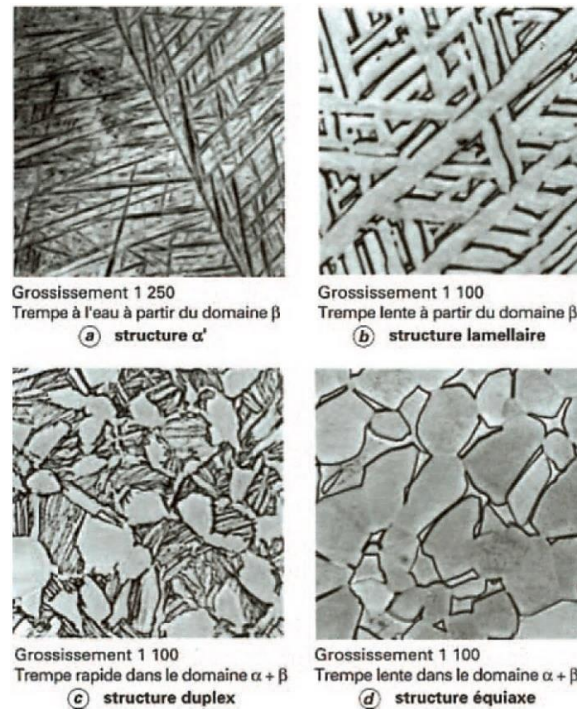 Grossissement 1 250
Trempe à l'eau à partir du domaine β
a structure α'
Grossissement 1 100
Trempe lente à partir du domaine β
b structure lamellaire
Grossissement 1 100
Trempe rapide dans le domaine α + β
c structure duplex
Grossissement 1 100
Trempe lente dans le domaine α + β
d structure équiaxe